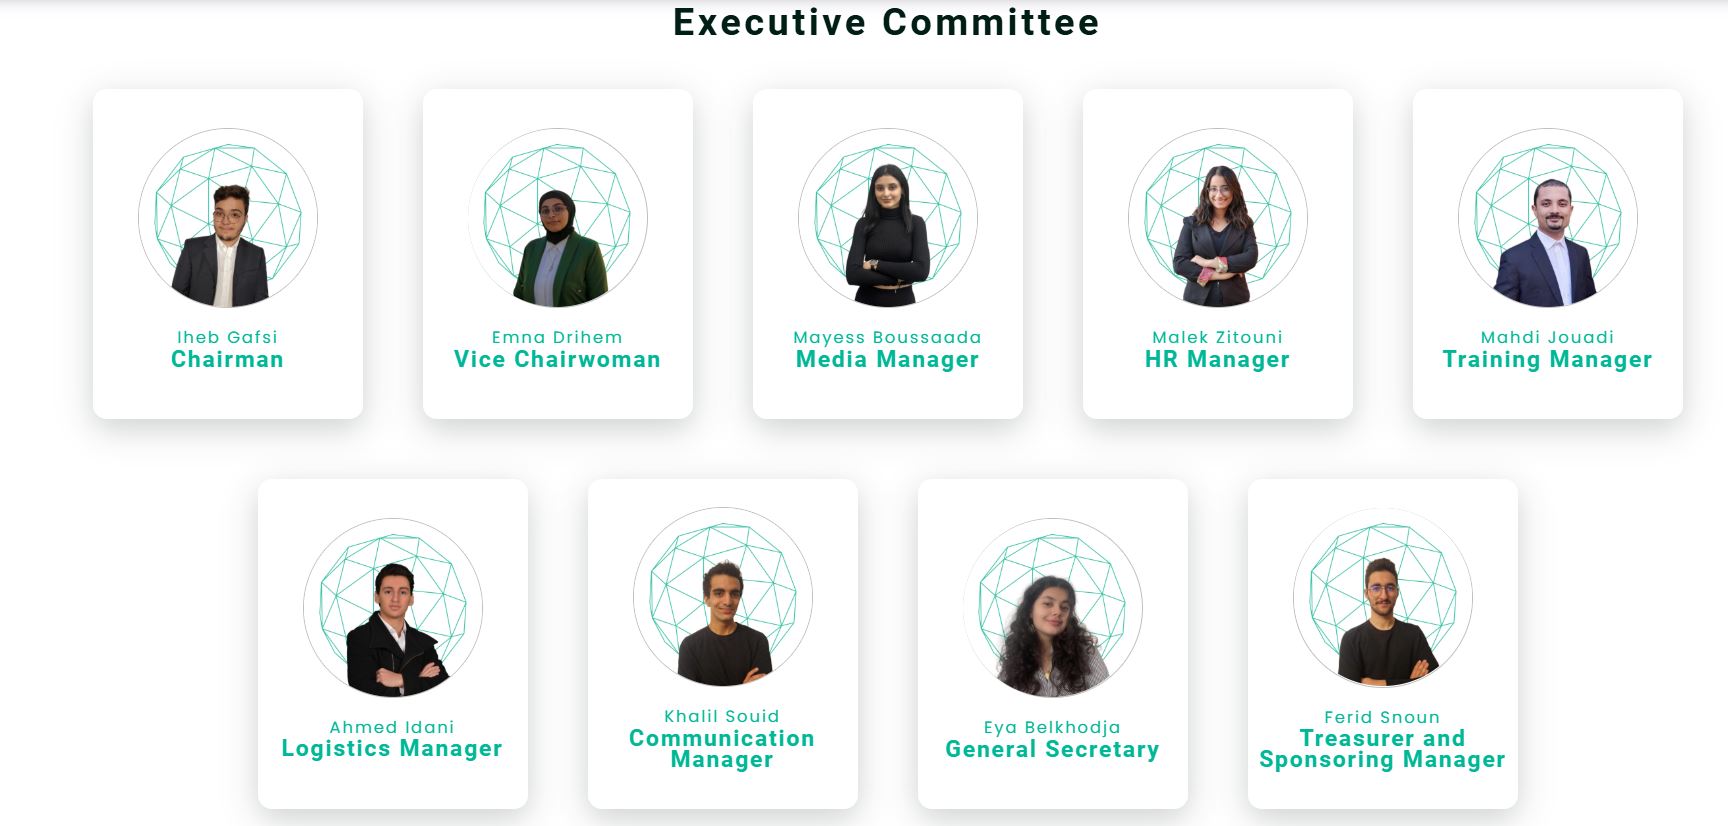 Executive Committee
Iheb Gafsi
Chairman
Emna Drihem
Vice Chairwoman
Mayess Boussaada
Media Manager
Malek Zitouni
HR Manager
Mahdi Jouadi
Training Manager
Ahmed Idani
Logistics Manager
Khalil Souid
Communication
Manager
Eya Belkhodja
General Secretary
Ferid Snoun
Treasurer and
Sponsoring Manager